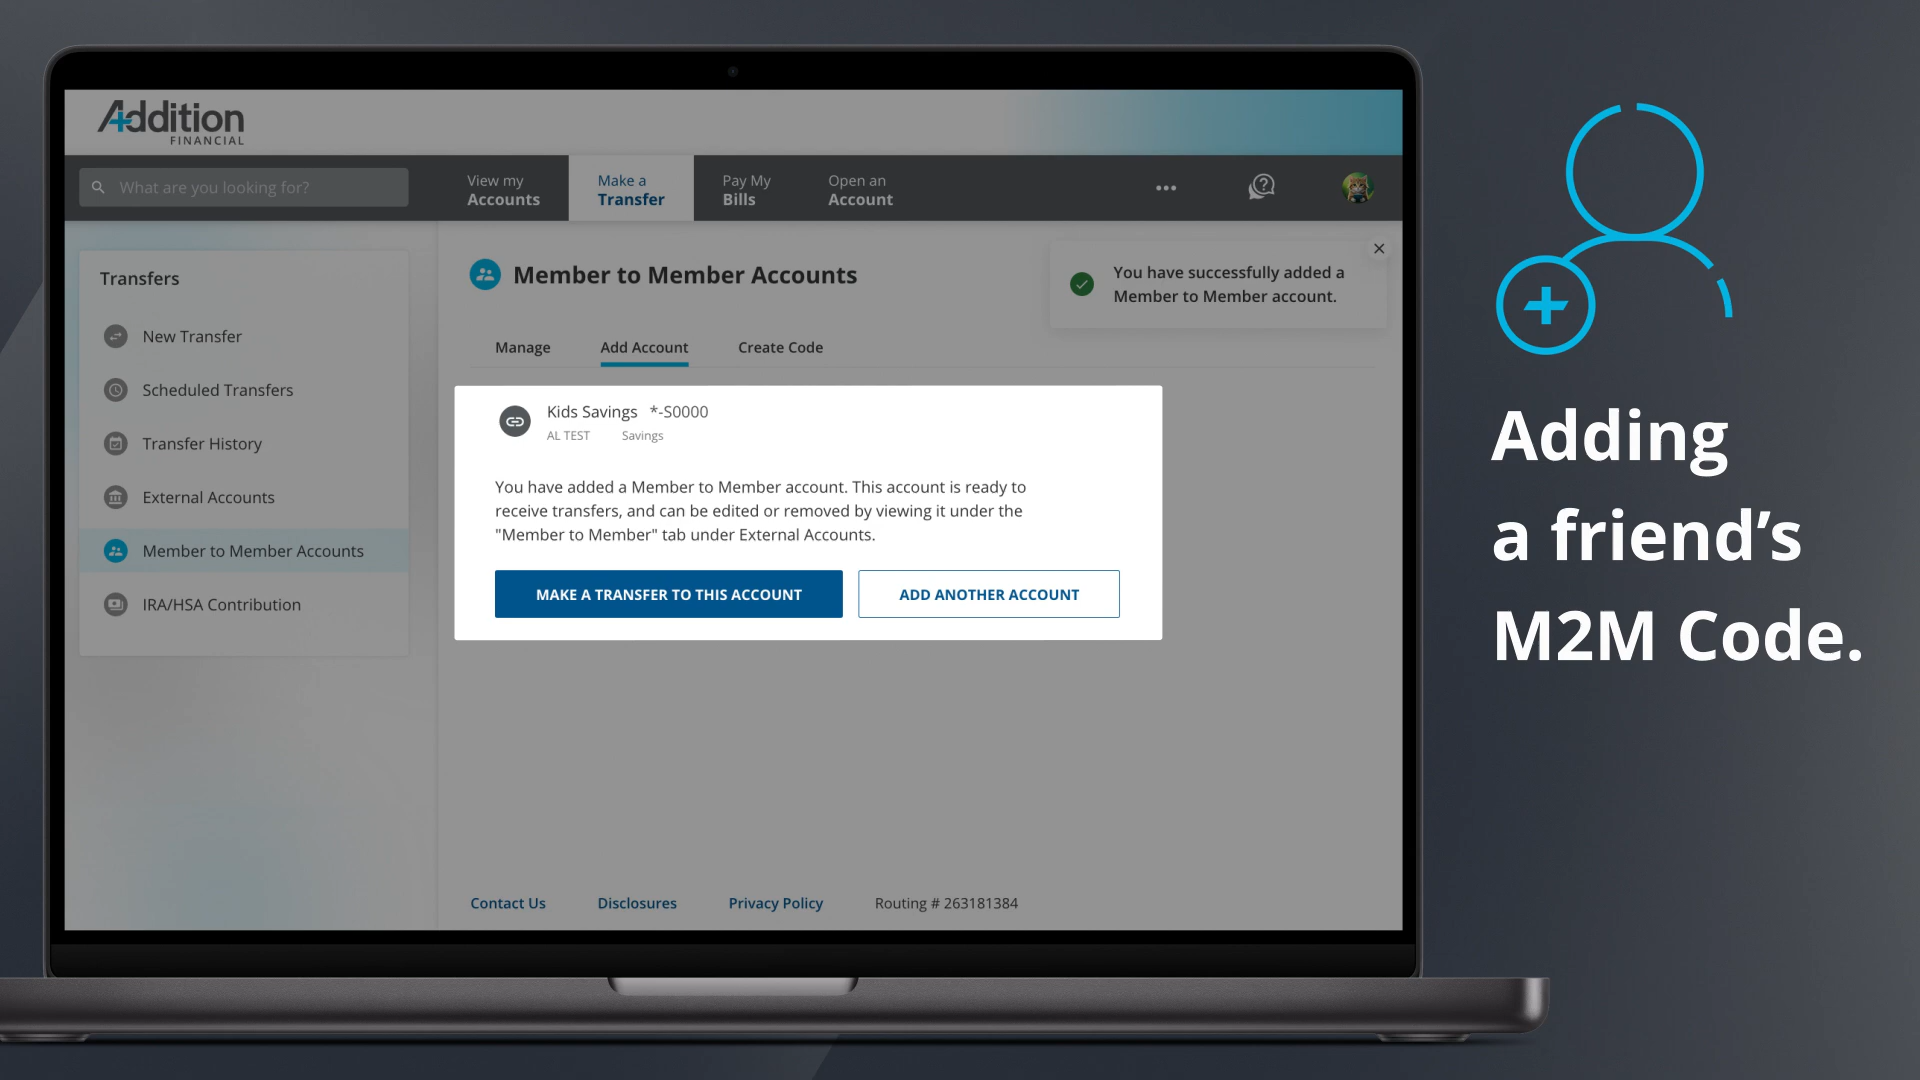 Addition
FINANCIAL
What are you looking for?
View my
Accounts
Make a
Transfer
Pay My
Bills
Open an
Account
Transfers
New Transfer
Scheduled Transfers
Transfer History
External Accounts
Member to Member Accounts
IRA/HSA Contribution
Member to Member Accounts
You have successfully added a
Member to Member account.
Manage
Add Account
Create Code
Kids Savings *-S0000
AL TEST Savings
You have added a Member to Member account. This account is ready to
receive transfers, and can be edited or removed by viewing it under the
"Member to Member" tab under External Accounts.
MAKE A TRANSFER TO THIS ACCOUNT
ADD ANOTHER ACCOUNT
Contact Us
Disclosures
Privacy Policy
Routing # 263181384
Adding
a friend’s
M2M Code.